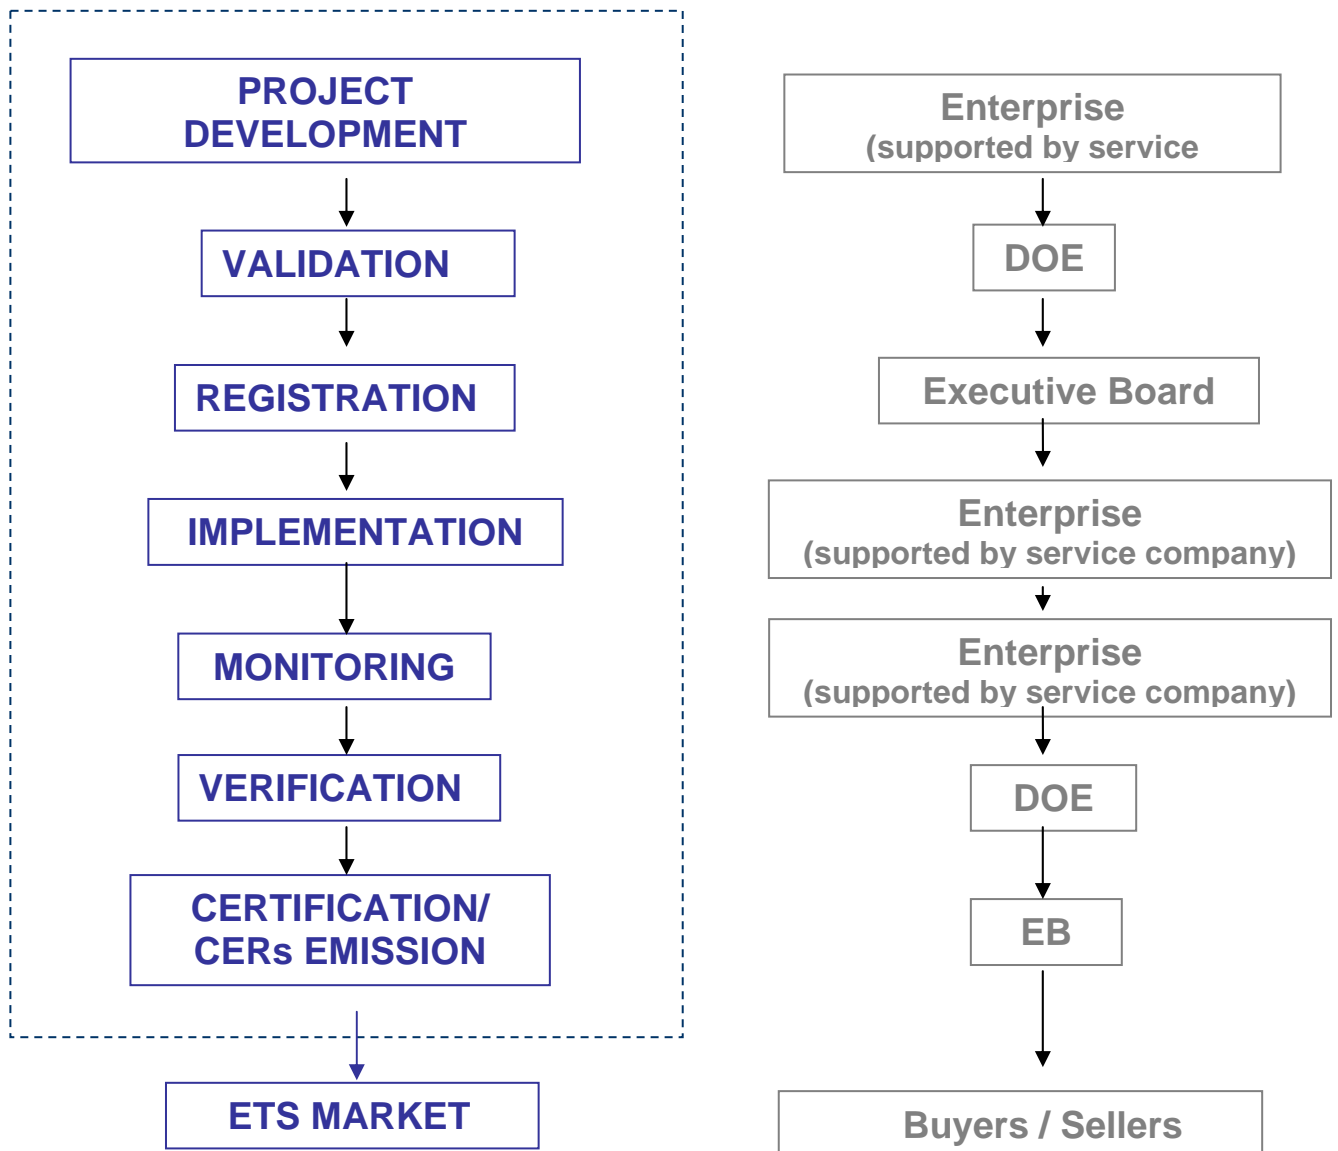 PROJECT
DEVELOPMENT
VALIDATION
REGISTRATION
IMPLEMENTATION
MONITORING
VERIFICATION
CERTIFICATION/
CERs EMISSION
ETS MARKET
Enterprise
(supported by service
DOE
Executive Board
Enterprise
(supported by service company)
Enterprise
(supported by service company)
DOE
EB
Buyers / Sellers